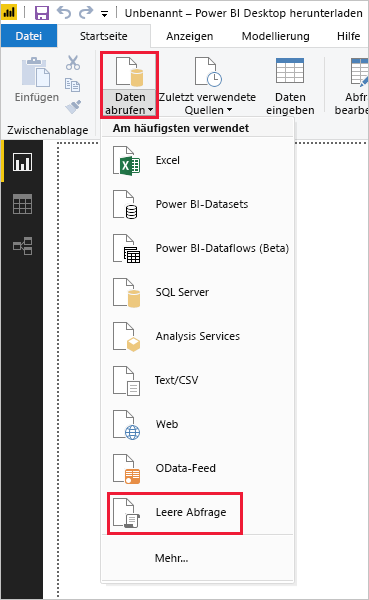 Unbenannt – Power BI Desktop herunterladen
Datei Startseite Anzeigen Modellierung Hilfe
Einfügen
Daten abrufen
Zuletzt verwendete Quellen
Daten eingeben
Abf
bearbe
Zwischenablage
Am häufigsten verwendet
Excel
Power BI-Datasets
Power BI-Dataflows (Beta)
SQL Server
Analysis Services
Text/CSV
Web
OData-Feed
Leere Abfrage
Mehr...